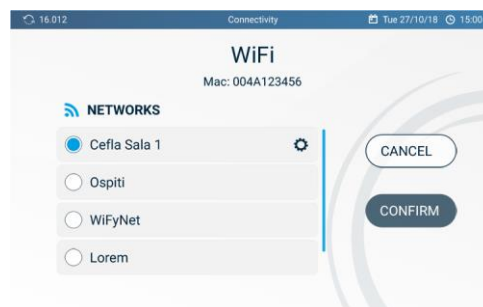 16.012 Connectivity Tue 27/10/18 15:00
WiFi
Mac: 004A123456
NETWORKS
Cefla Sala 1
CANCEL
Ospiti
WiFyNet
CONFIRM
Lorem